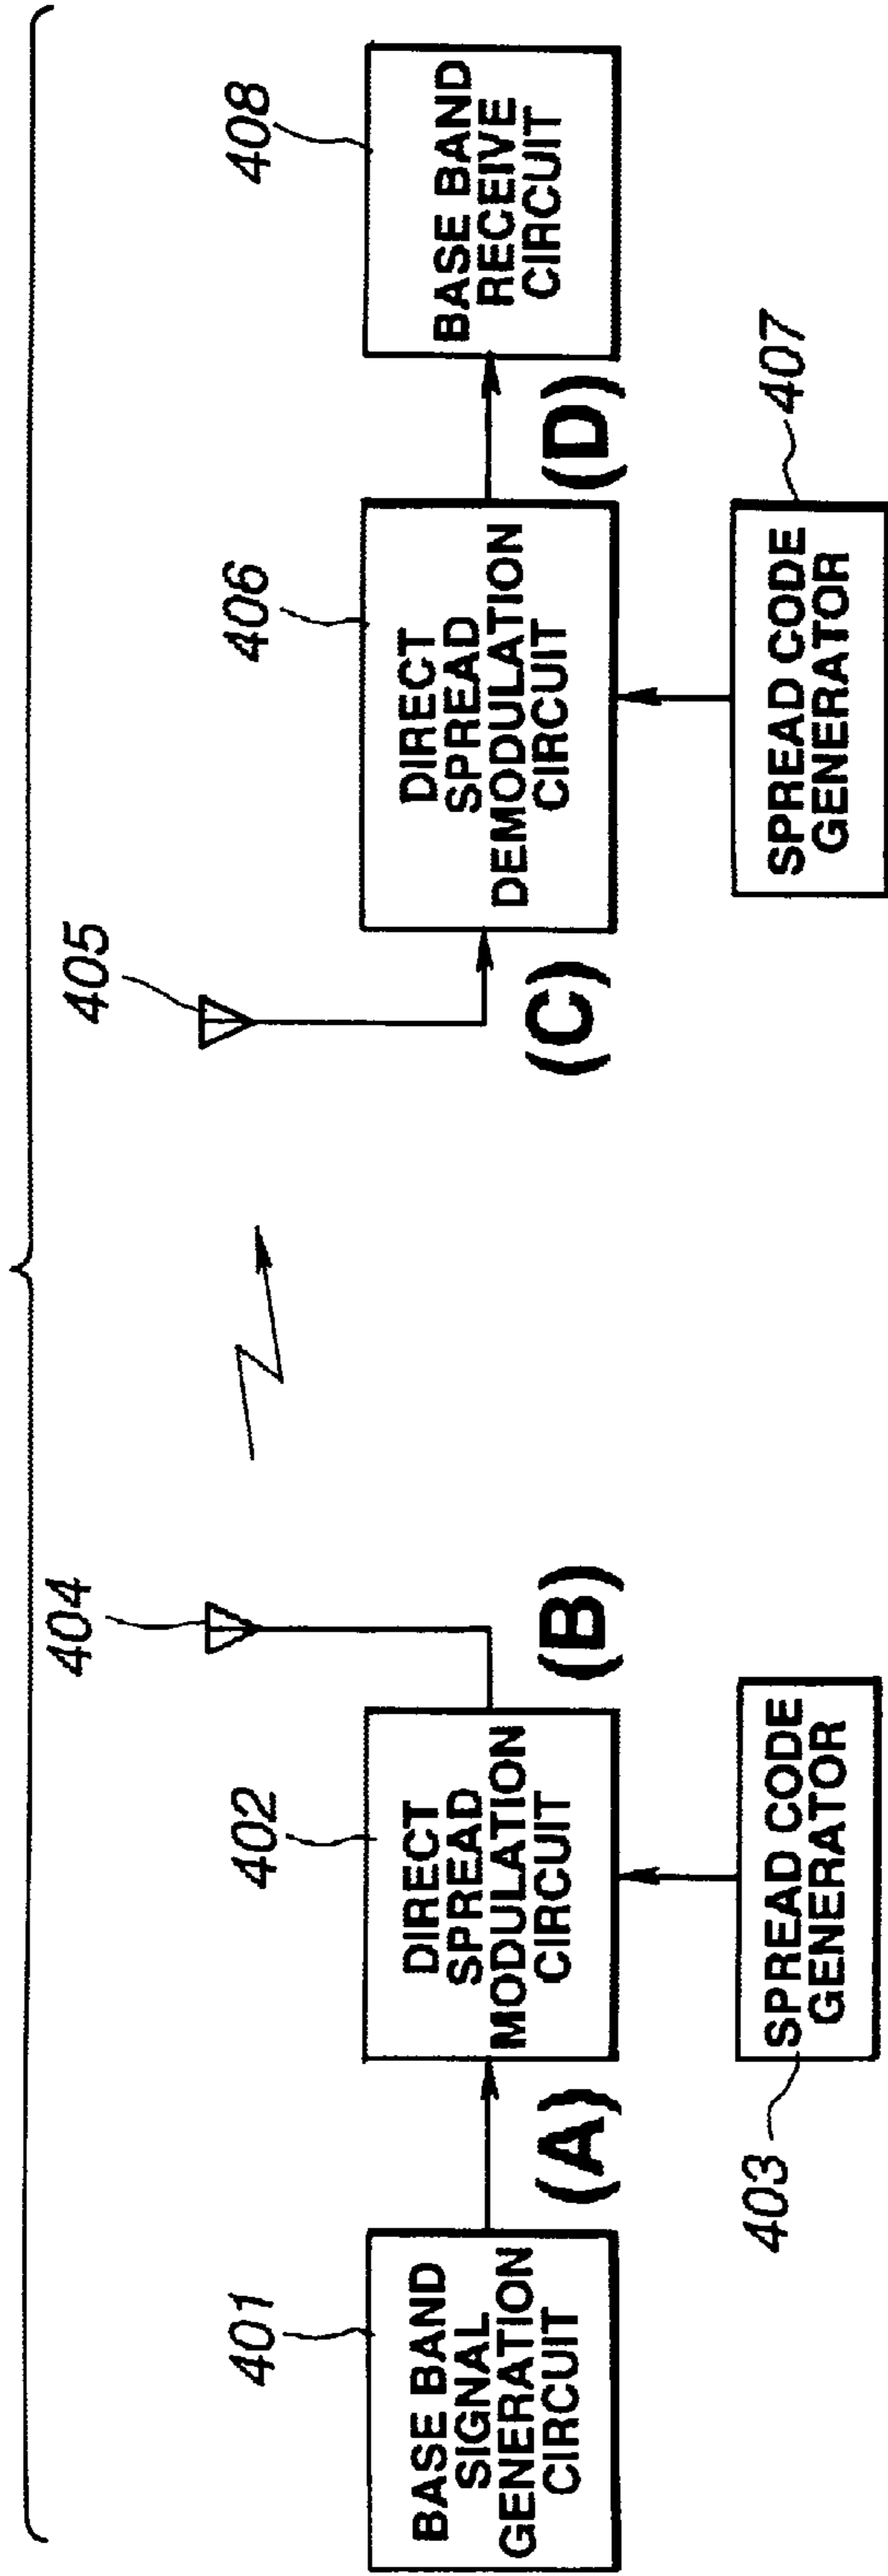 401
BASE BAND
SIGNAL
GENERATION
CIRCUIT
(A)
402
DIRECT
SPREAD
MODULATION
CIRCUIT
403
SPREAD CODE
GENERATOR
(B)
404
405
(C)
406
DIRECT
SPREAD
DEMODULATION
CIRCUIT
407
SPREAD CODE
GENERATOR
(D)
408
BASE BAND
RECEIVE
CIRCUIT